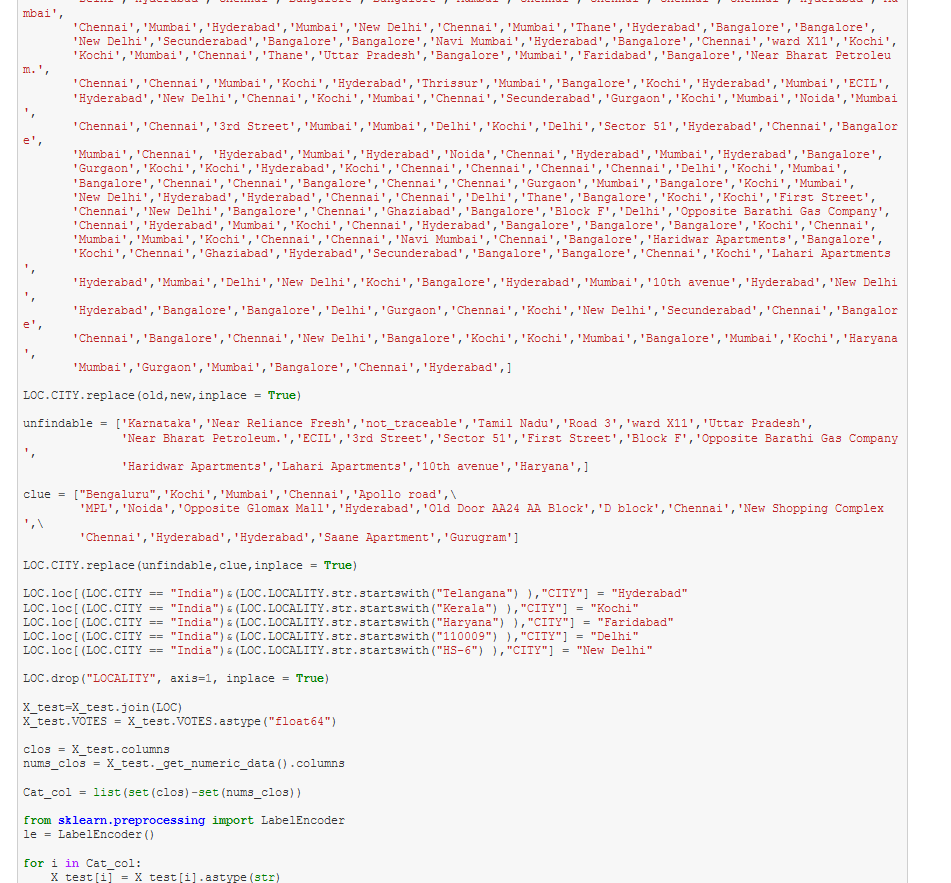 mbai',
'Chennai','Mumbai','Hyderabad','Mumbai','New Delhi','Chennai','Mumbai','Thane','Hyderabad','Bangalore','Bangalore',
'New Delhi','Secunderabad','Bangalore','Bangalore','Navi Mumbai','Hyderabad','Bangalore','Chennai','ward X11','Kochi',
'Kochi','Mumbai','Chennai','Thane','Uttar Pradesh','Bangalore','Mumbai','Faridabad','Bangalore','Near Bharat Petroleu
m.',
'Chennai','Chennai','Mumbai','Kochi','Hyderabad','Thrissur','Mumbai','Bangalore','Kochi','Hyderabad','Mumbai','ECIL',
'Hyderabad','New Delhi','Chennai','Kochi','Mumbai','Chennai','Secunderabad','Gurgaon','Kochi','Mumbai','Noida','Mumbai
',
'Chennai','Chennai','3rd Street','Mumbai','Mumbai','Delhi','Kochi','Delhi','Sector 51','Hyderabad','Chennai','Bangalor
e',
'Mumbai','Chennai', 'Hyderabad','Mumbai','Hyderabad','Noida','Chennai','Hyderabad','Mumbai','Hyderabad','Bangalore',
'Gurgaon','Kochi','Kochi','Hyderabad','Kochi','Chennai','Chennai','Chennai','Chennai','Delhi','Kochi','Mumbai',
'Bangalore','Chennai','Chennai','Bangalore','Chennai','Chennai','Gurgaon','Mumbai','Bangalore','Kochi','Mumbai',
'New Delhi','Hyderabad','Hyderabad','Chennai','Chennai','Delhi','Thane','Bangalore','Kochi','Kochi','First Street',
'Chennai','New Delhi','Bangalore','Chennai','Ghaziabad','Bangalore','Block F','Delhi','Opposite Barathi Gas Company',
'Chennai','Hyderabad','Mumbai','Kochi','Chennai','Hyderabad','Bangalore','Bangalore','Bangalore','Kochi','Chennai',
'Mumbai','Mumbai','Kochi','Chennai','Chennai','Navi Mumbai','Chennai','Bangalore','Haridwar Apartments','Bangalore',
'Kochi','Chennai','Ghaziabad','Hyderabad','Secunderabad','Bangalore','Bangalore','Chennai','Kochi','Lahari Apartments
',
'Hyderabad','Mumbai','Delhi','New Delhi','Kochi','Bangalore','Hyderabad','Mumbai','10th avenue','Hyderabad','New Delhi
',
'Hyderabad','Bangalore','Bangalore','Delhi','Gurgaon','Chennai','Kochi','New Delhi','Secunderabad','Chennai','Bangalor
e',
'Chennai','Bangalore','Chennai','New Delhi','Bangalore','Kochi','Kochi','Mumbai','Bangalore','Mumbai','Kochi','Haryana
',
'Mumbai','Gurgaon','Mumbai','Bangalore','Chennai','Hyderabad',]
LOC.CITY.replace(old,new,inplace = True)
unfindable = ['Karnataka','Near Reliance Fresh','not_traceable','Tamil Nadu','Road 3','ward X11','Uttar Pradesh',
'Near Bharat Petroleum.','ECIL','3rd Street','Sector 51','First Street','Block F','Opposite Barathi Gas Company
',
'Haridwar Apartments','Lahari Apartments','10th avenue','Haryana',]
clue = ["Bengaluru",'Kochi','Mumbai','Chennai','Apollo road',\
'MPL','Noida','Opposite Glomax Mall','Hyderabad','Old Door AA24 AA Block','D block','Chennai','New Shopping Complex
',\
'Chennai','Hyderabad','Hyderabad','Saane Apartment','Gurugram']
LOC.CITY.replace(unfindable,clue,inplace = True)
LOC.loc[(LOC.CITY == "India")&(LOC.LOCALITY.str.startswith("Telangana") ),"CITY"] = "Hyderabad"
LOC.loc[(LOC.CITY == "India")&(LOC.LOCALITY.str.startswith("Kerala") ),"CITY"] = "Kochi"
LOC.loc[(LOC.CITY == "India")&(LOC.LOCALITY.str.startswith("Haryana") ),"CITY"] = "Faridabad"
LOC.loc[(LOC.CITY == "India")&(LOC.LOCALITY.str.startswith("110009") ),"CITY"] = "Delhi"
LOC.loc[(LOC.CITY == "India")&(LOC.LOCALITY.str.startswith("HS-6") ),"CITY"] = "New Delhi"
LOC.drop("LOCALITY", axis=1, inplace = True)
X_test=X_test.join(LOC)
X_test.VOTES = X_test.VOTES.astype("float64")
clos = X_test.columns
nums_clos = X_test._get_numeric_data().columns
Cat_col = list(set(clos)-set(nums_clos))
from sklearn.preprocessing import LabelEncoder
le = LabelEncoder()
for i in Cat_col:
X_test[i] = X_test[i].astype(str)